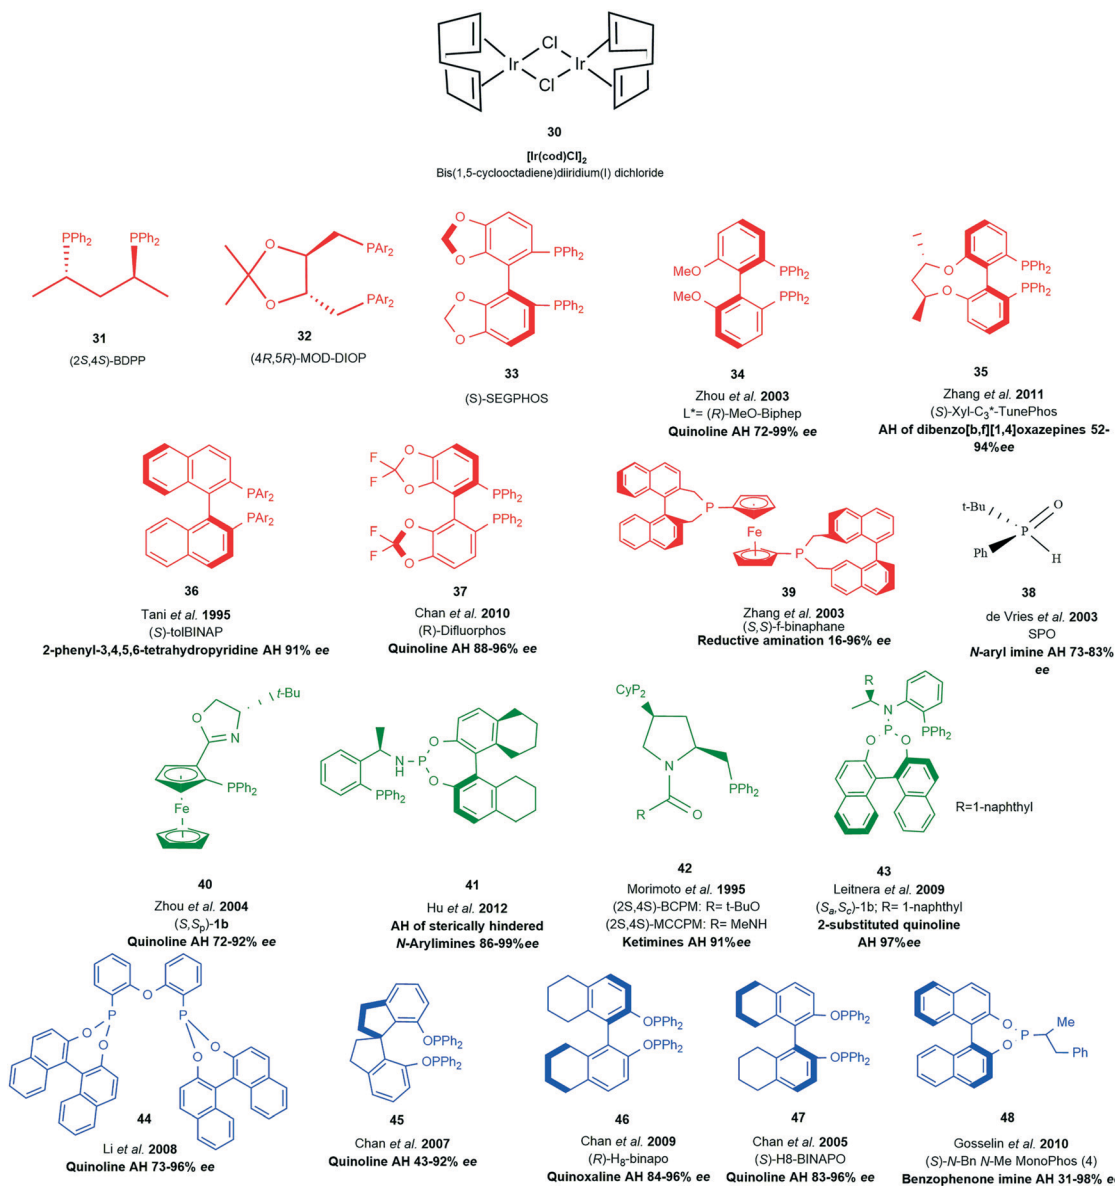 Cl
Ir Ir
Cl
30
[Ir(cod)Cl]2
Bis(1,5-cyclooctadiene)diiridium(I) dichloride
PPh2 PPh2
31
(2S,4S)-BDPP
O PAr2
O PAr2
32
(4R,5R)-MOD-DIOP
O
O PPh2
O PPh2
O
33
(S)-SEGPHOS
MeO PPh2
MeO PPh2
34
Zhou et al. 2003
L*= (R)-MeO-Biphep
Quinoline AH 72-99% ee
O PPh2
O PPh2
35
Zhang et al. 2011
(S)-Xyl-C3*-TunePhos
AH of dibenzo[b,f][1,4]oxazepines 52-
94%ee
PAr2
PAr2
36
Tani et al. 1995
(S)-tolBINAP
2-phenyl-3,4,5,6-tetrahydropyridine AH 91% ee
F O
F O PPh2
F O PPh2
F O
37
Chan et al. 2010
(R)-Difluorphos
Quinoline AH 88-96% ee
P
Fe
P
39
Zhang et al. 2003
(S,S)-f-binaphane
Reductive amination 16-96% ee
t-Bu O
P
Ph H
38
de Vries et al. 2003
SPO
N-aryl imine AH 73-83%
ee
t-Bu
O
N
PPh2
Fe
40
Zhou et al. 2004
(S,Sp)-1b
Quinoline AH 72-92% ee
O
NH P
O
PPh2
41
Hu et al. 2012
AH of sterically hindered
N-Arylimines 86-99%ee
CyP2
N
PPh2
R O
42
Morimoto et al. 1995
(2S,4S)-BCPM: R= t-BuO
(2S,4S)-MCCPM: R= MeNH
Ketimines AH 91%ee
R
N
PPh2
P
O O
R=1-naphthyl
43
Leitnera et al. 2009
(Sa,Sc)-1b; R= 1-naphthyl
2-substituted quinoline
AH 97%ee
O
P P
O O
O O
44
Li et al. 2008
Quinoline AH 73-96% ee
OPPh2
OPPh2
45
Chan et al. 2007
Quinoline AH 43-92% ee
OPPh2
OPPh2
46
Chan et al. 2009
(R)-H8-binapo
Quinoxaline AH 84-96% ee
OPPh2
OPPh2
47
Chan et al. 2005
(S)-H8-BINAPO
Quinoline AH 83-96% ee
O Me
P
O Ph
48
Gosselin et al. 2010
(S)-N-Bn N-Me MonoPhos (4)
Benzophenone imine AH 31-98% e